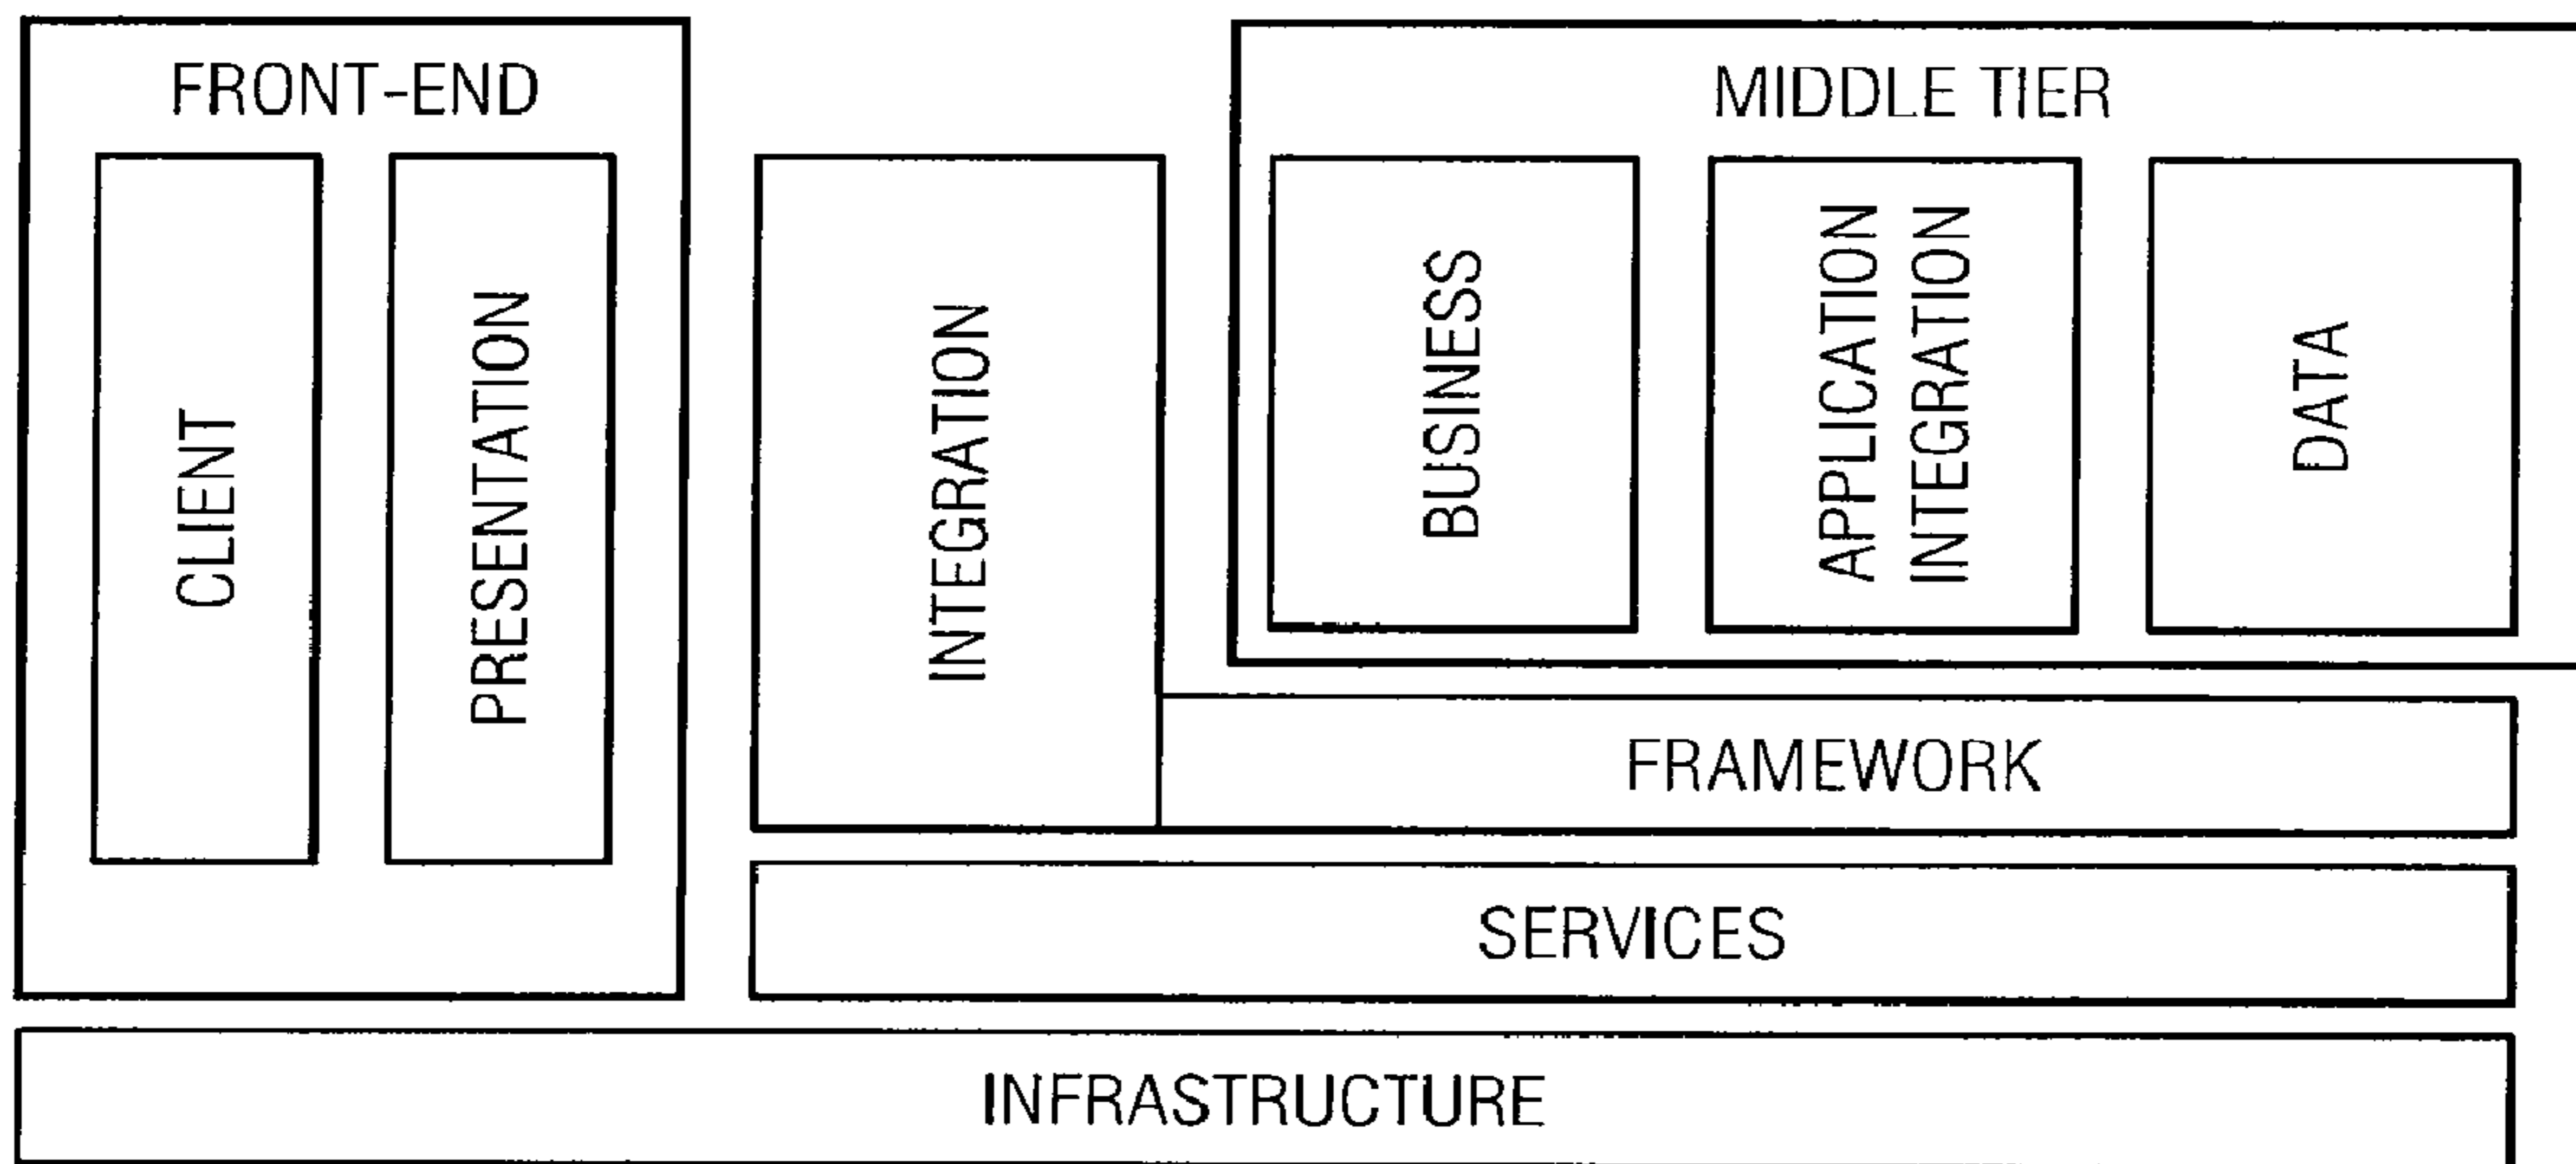 FRONT-END
CLIENT
PRESENTATION
INTEGRATION
MIDDLE TIER
BUSINESS
APPLICATION
INTEGRATION
DATA
FRAMEWORK
SERVICES
INFRASTRUCTURE